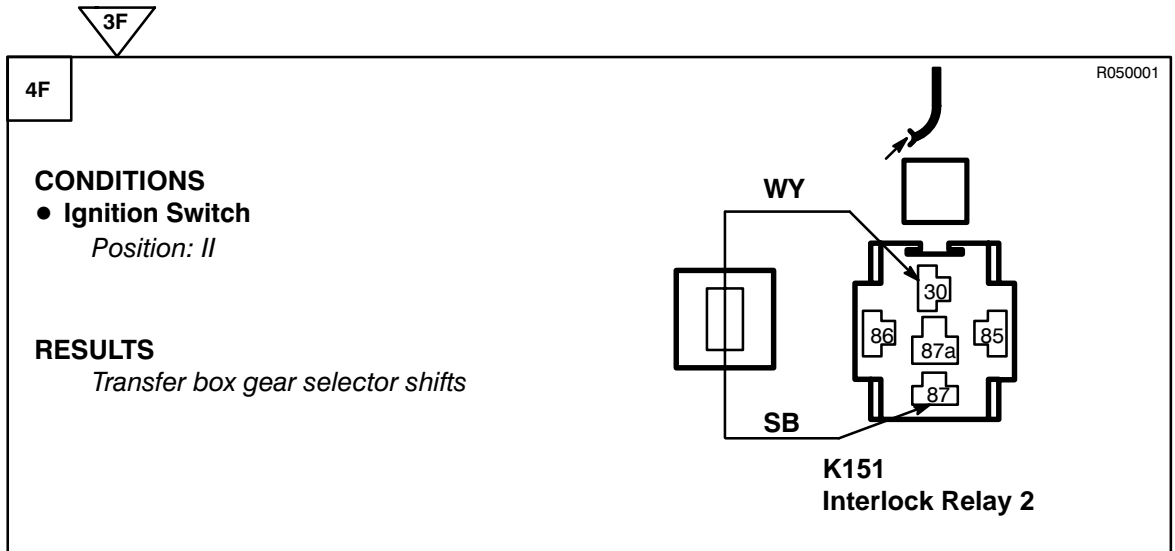 3F
4F
R050001
CONDITIONS
● Ignition Switch
Position: II
RESULTS
Transfer box gear selector shifts
WY
30
86
87a
85
87
SB
K151
Interlock Relay 2